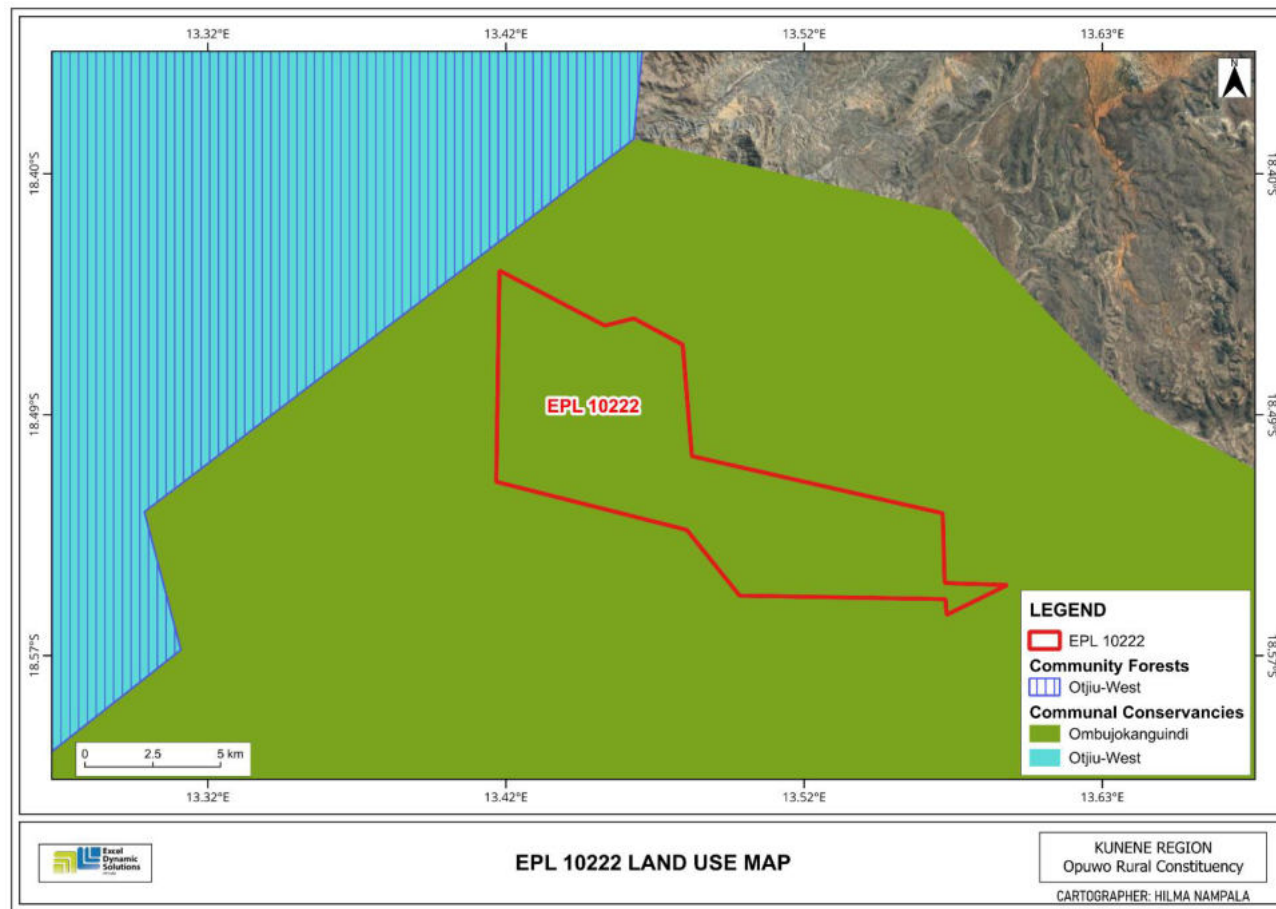 13.32°E 13.42°E 13.52°E 13.63°E
N
18.40°S 18.40°S
18.49°S 18.49°S
18.57°S 18.57°S
EPL 10222
LEGEND
EPL 10222
Community Forests
Otjiu-West
Communal Conservancies
Ombujokanguindi
Otjiu-West
0 2.5 5 km
13.32°E 13.42°E 13.52°E 13.63°E
Excel
Dynamic
Solutions
EPL 10222 LAND USE MAP
KUNENE REGION
Opuwo Rural Constituency
CARTOGRAPHER: HILMA NAMPALA